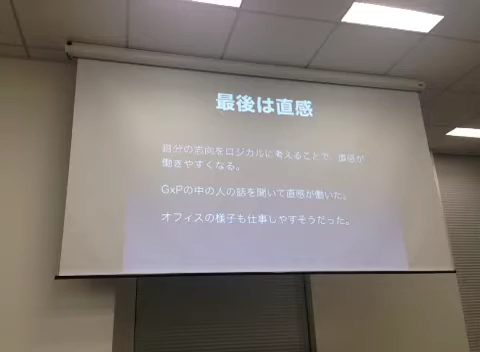 最後は直感
自分の志向をロジカルに考えることで、直感が
働きやすくなる。
GxPの中の人の話を聞いて直感が働いた。
オフィスの様子も仕事しやすそうだった。